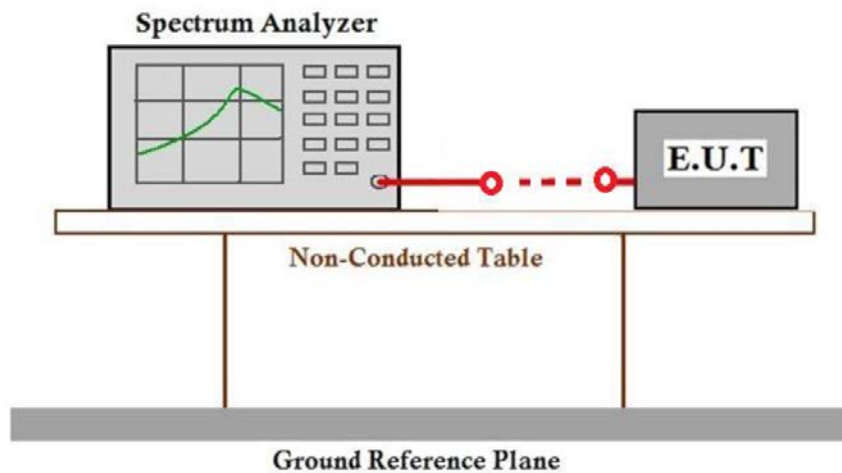 Spectrum Analyzer
E.U.T
Non-Conducted Table
Ground Reference Plane